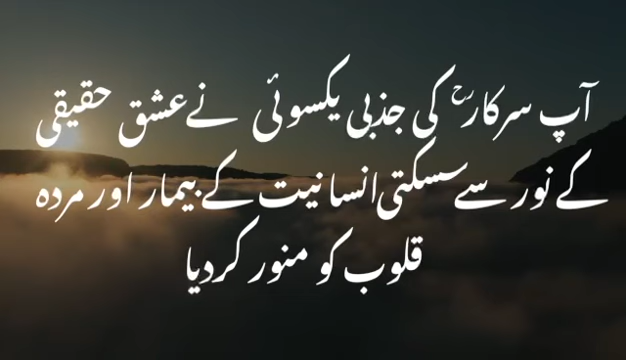 آپ سرکارؒ کی جذبی یکسوئی نے عشق حقیقی
کے نور سے سسکتی انسانیت کے بیمار اور مردہ
قلوب کو منور کردیا